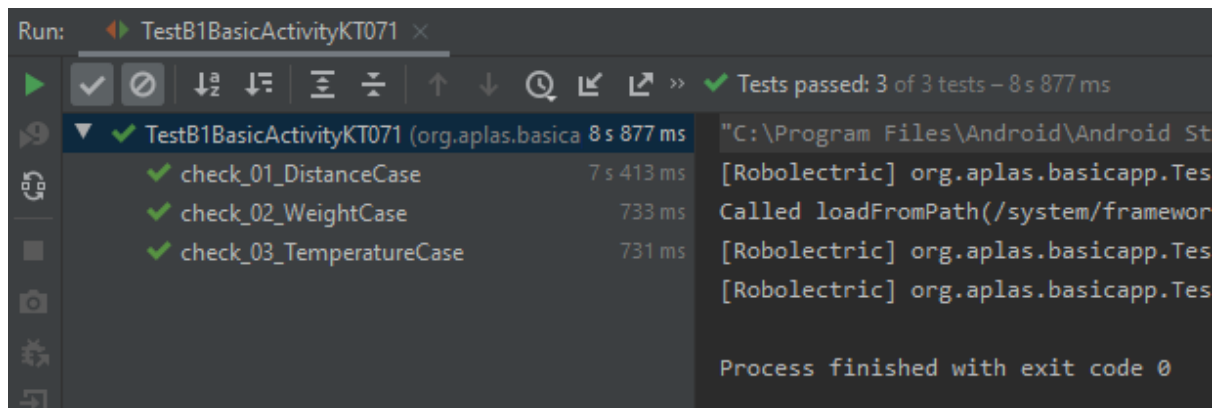 Run: TestB1BasicActivityKT071
Tests passed: 3 of 3 tests – 8 s 877 ms
TestB1BasicActivityKT071 (org.aplas.basica 8 s 877 ms
check_01_DistanceCase 7 s 413 ms
check_02_WeightCase 733 ms
check_03_TemperatureCase 731 ms
"C:\Program Files\Android\Android St
[Robolectric] org.aplas.basicapp.Tes
Called loadFromPath(/system/framewor
[Robolectric] org.aplas.basicapp.Tes
[Robolectric] org.aplas.basicapp.Tes
Process finished with exit code 0